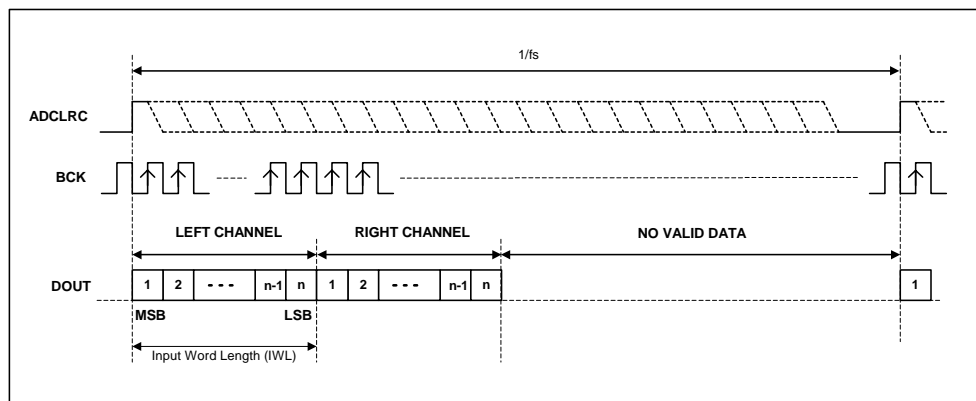 1/fs
ADCLRC
BCK
LEFT CHANNEL RIGHT CHANNEL NO VALID DATA
DOUT 1 2 - - - n-1 n 1 2 - - - n-1 n 1
MSB LSB
Input Word Length (IWL)